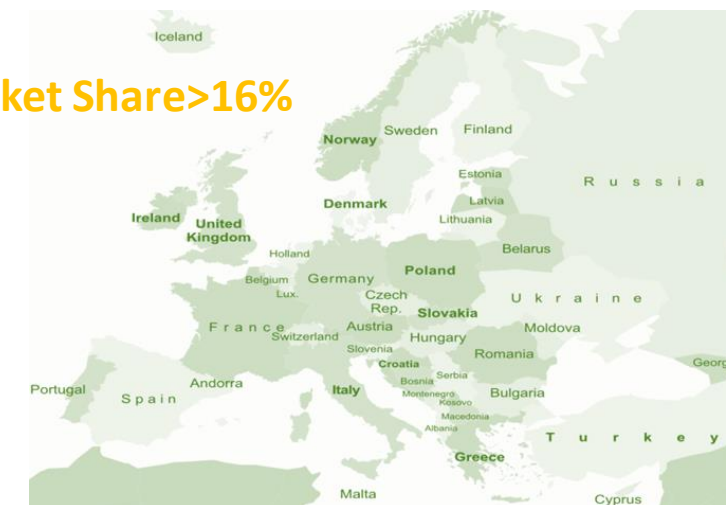 Iceland
ket Share>16%
Norway
Sweden
Finland
Estonia
Russia
Denmark
Latvia
Ireland
United
Kingdom
Lithuania
Holland
Belarus
Belgium
Germany
Poland
Lux.
Czech
Rep.
Ukraine
Slovakia
France
Switzerland
Austria
Hungary
Moldova
Slovenia
Romania
Croatia
Georg
Portugal
Spain
Andorra
Italy
Bosnia
Serbia
Montenegro
Kosovo
Bulgaria
Macedonia
Albania
Turkey
Greece
Malta
Cyprus